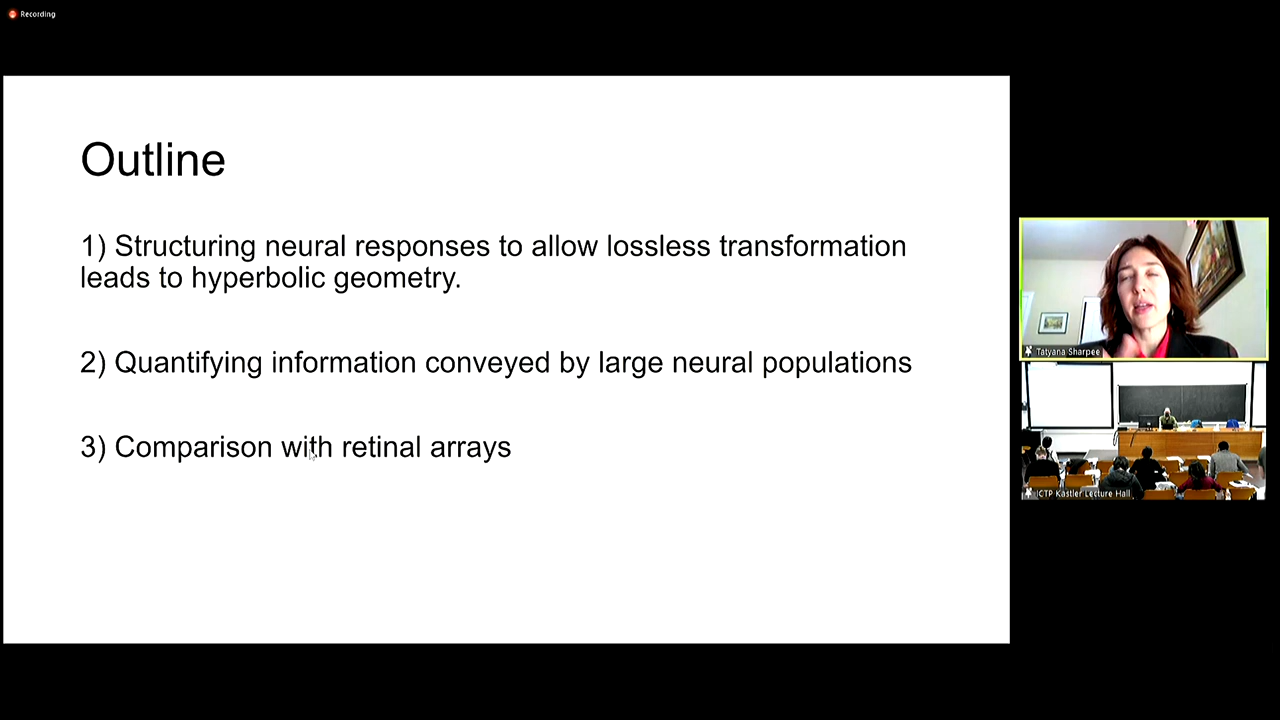 Recording
Outline
1) Structuring neural responses to allow lossless transformation
leads to hyperbolic geometry.
2) Quantifying information conveyed by large neural populations
3) Comparison with retinal arrays
Tatyana Sharpee
ICTP Kastler Lecture Hall